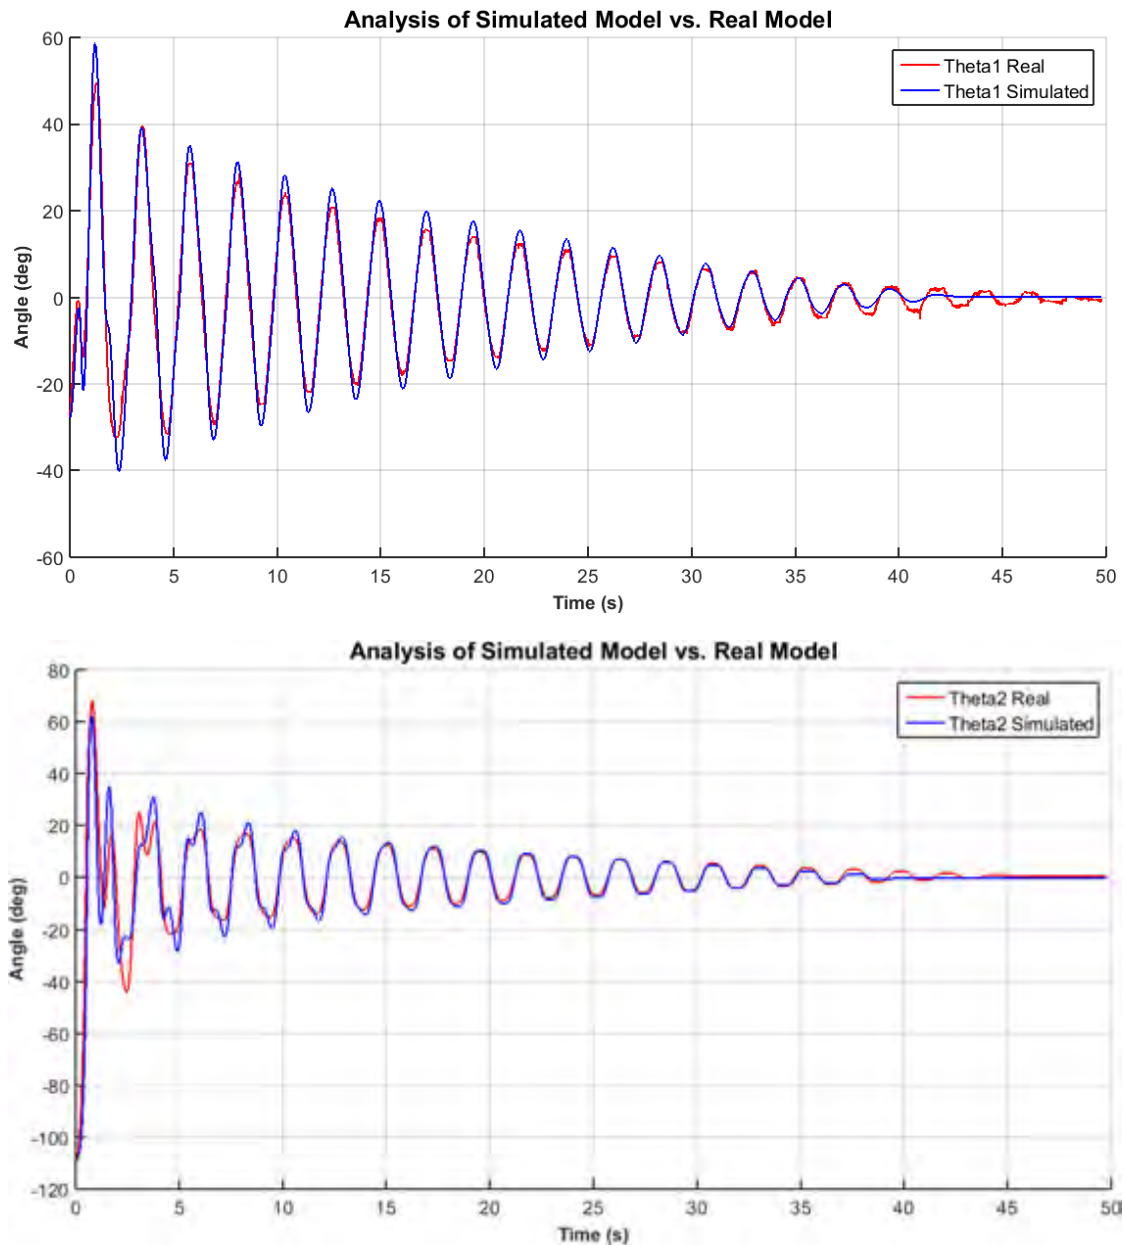 Analysis of Simulated Model vs. Real Model
60
Theta1 Real
Theta1 Simulated
40
20
0
-20
-40
-60
Angle (deg)
0 5 10 15 20 25 30 35 40 45 50
Time (s)
Analysis of Simulated Model vs. Real Model
80
Theta2 Real
Theta2 Simulated
60
40
20
0
-20
-40
-60
-80
-100
-120
Angle (deg)
0 5 10 15 20 25 30 35 40 45 50
Time (s)